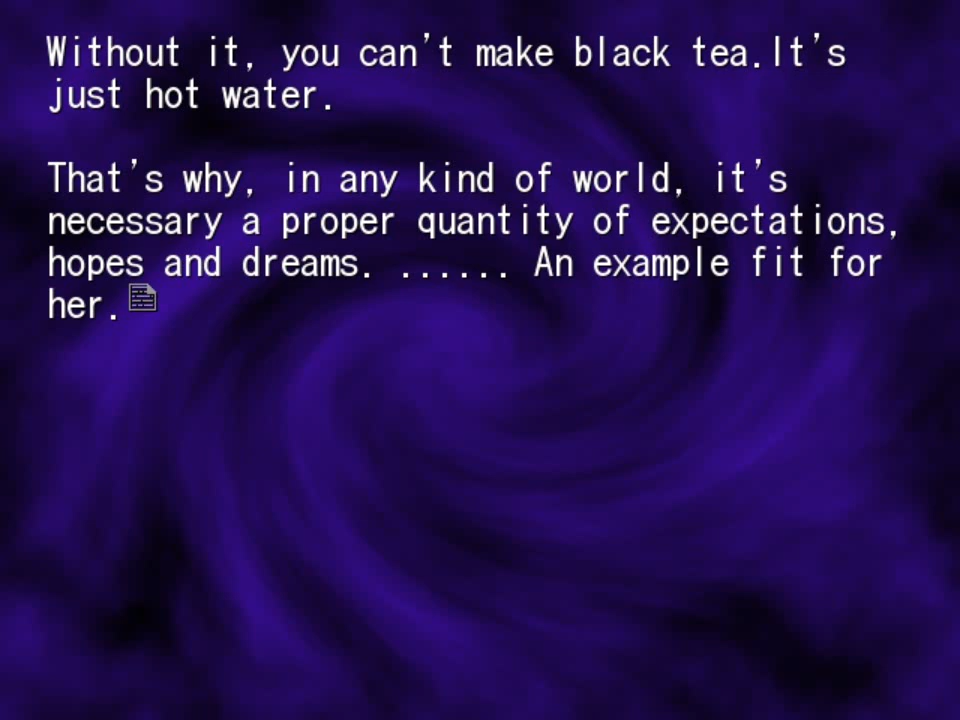 Without it, you can't make black tea.It's
just hot water.
That's why, in any kind of world, it's
necessary a proper quantity of expectations,
hopes and dreams. ...... An example fit for
her.